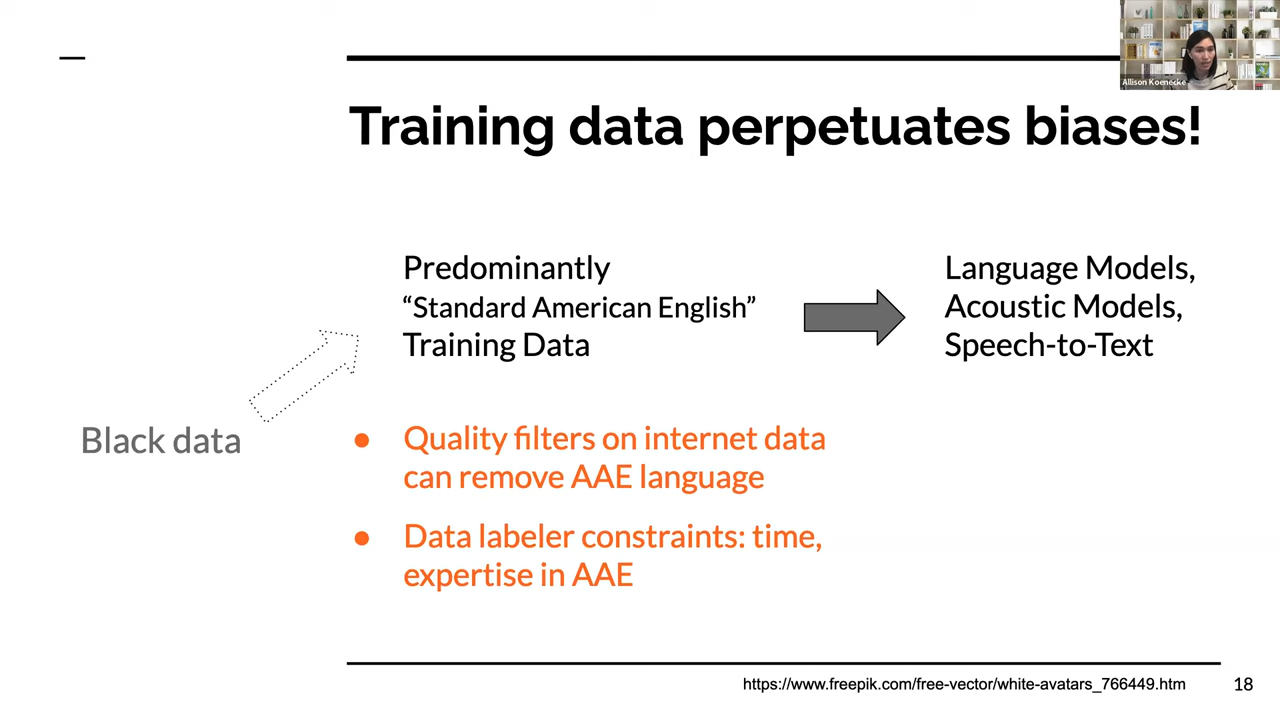 Allison Koenecke
Training data perpetuates biases!
Predominantly
“Standard American English”
Training Data
Language Models,
Acoustic Models,
Speech-to-Text
Black data
● Quality filters on internet data
can remove AAE language
● Data labeler constraints: time,
expertise in AAE
https://www.freepik.com/free-vector/white-avatars_766449.htm
18